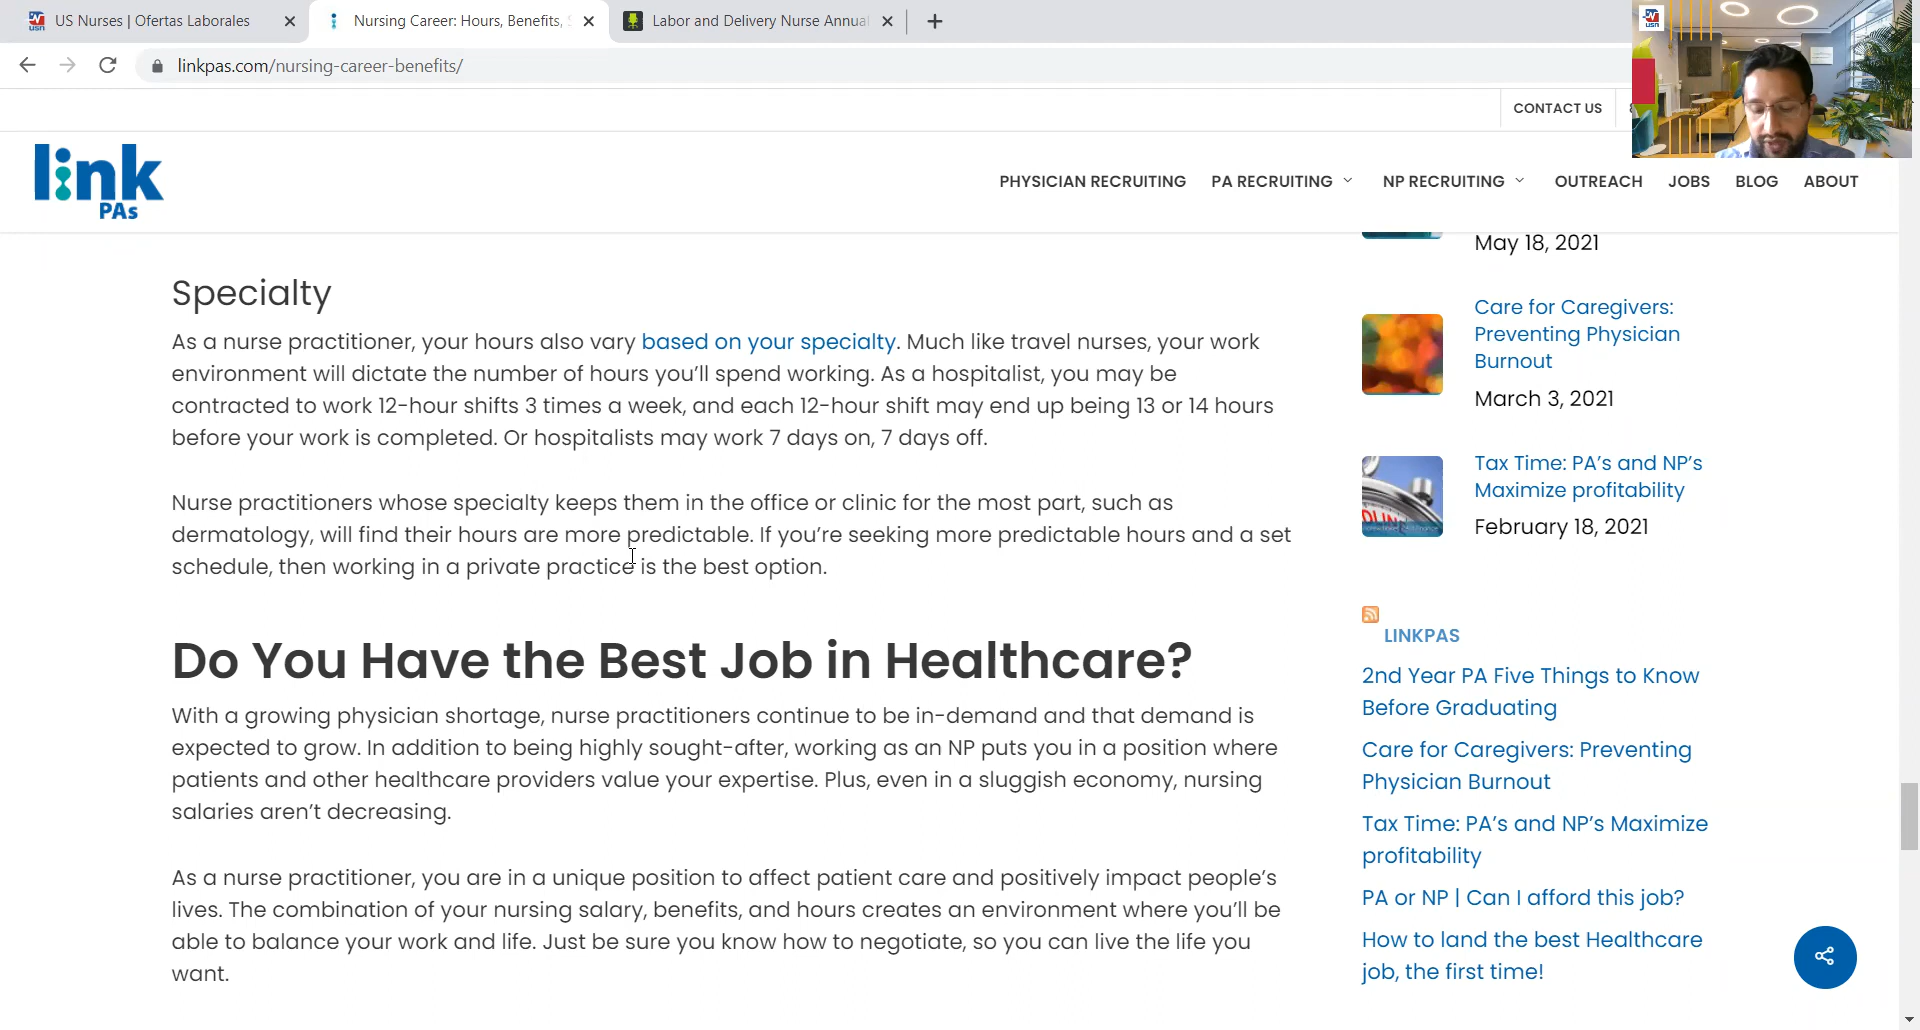 US Nurses | Ofertas Laborales
Nursing Career: Hours, Benefits,
Labor and Delivery Nurse Annua
linkpas.com/nursing-career-benefits/
CONTACT US
usn
link
PAs
PHYSICIAN RECRUITING PA RECRUITING NP RECRUITING OUTREACH JOBS BLOG ABOUT
Specialty
As a nurse practitioner, your hours also vary based on your specialty. Much like travel nurses, your work
environment will dictate the number of hours you'll spend working. As a hospitalist, you may be
contracted to work 12-hour shifts 3 times a week, and each 12-hour shift may end up being 13 or 14 hours
before your work is completed. Or hospitalists may work 7 days on, 7 days off.
Nurse practitioners whose specialty keeps them in the office or clinic for the most part, such as
dermatology, will find their hours are more predictable. If you're seeking more predictable hours and a set
schedule, then working in a private practice is the best option.
Do You Have the Best Job in Healthcare?
With a growing physician shortage, nurse practitioners continue to be in-demand and that demand is
expected to grow. In addition to being highly sought-after, working as an NP puts you in a position where
patients and other healthcare providers value your expertise. Plus, even in a sluggish economy, nursing
salaries aren't decreasing.
As a nurse practitioner, you are in a unique position to affect patient care and positively impact people's
lives. The combination of your nursing salary, benefits, and hours creates an environment where you'll be
able to balance your work and life. Just be sure you know how to negotiate, so you can live the life you
want.
May 18, 2021
Care for Caregivers:
Preventing Physician
Burnout
March 3, 2021
Tax Time: PA's and NP's
Maximize profitability
February 18, 2021
LINKPAS
2nd Year PA Five Things to Know
Before Graduating
Care for Caregivers: Preventing
Physician Burnout
Tax Time: PA's and NP's Maximize
profitability
PA or NP | Can I afford this job?
How to land the best Healthcare
job, the first time!